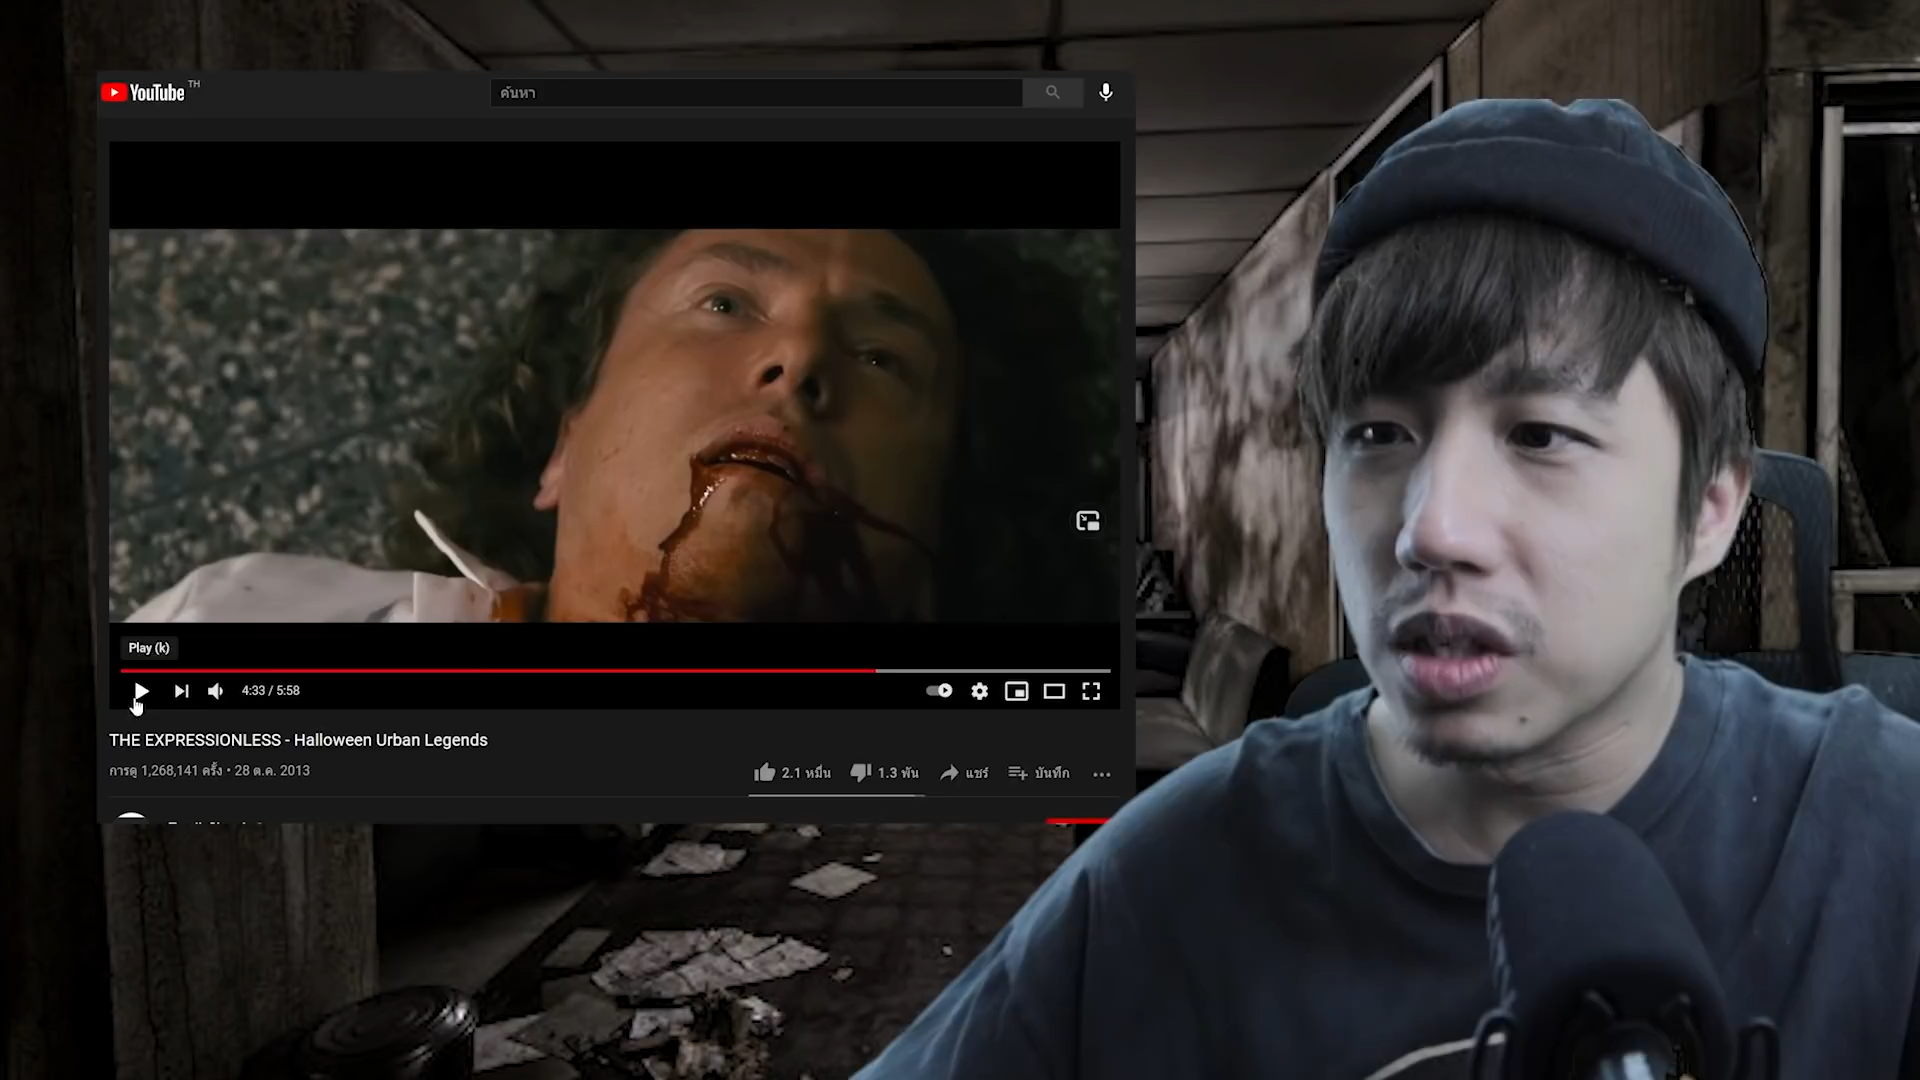 YouTube TH
ค้นหา
Play (k)
4:33 / 5:58
THE EXPRESSIONLESS - Halloween Urban Legends
การดู 1,268,141 ครั้ง • 28 ต.ค. 2013
2.1 หมื่น 1.3 พัน แชร์ บันทึก